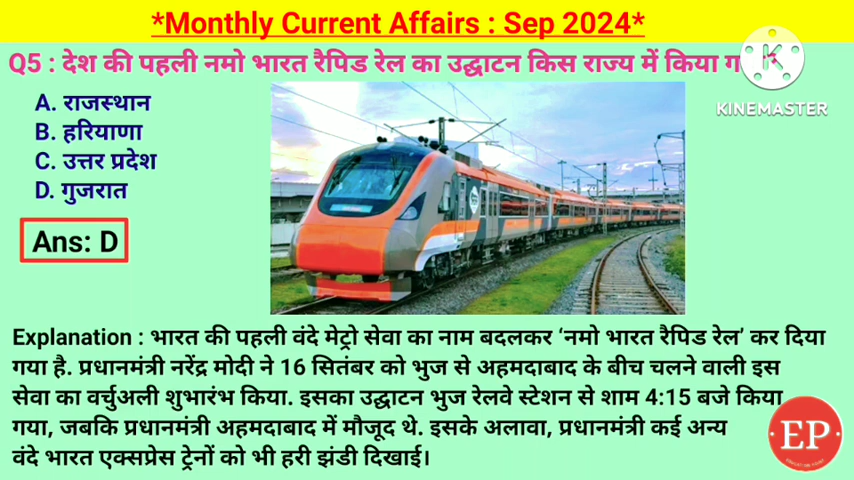 *Monthly Current Affairs : Sep 2024*
Q5 : देश की पहली नमो भारत रैपिड रेल का उद्घाटन किस राज्य में किया
KINEMASTER
A. राजस्थान
B. हरियाणा
C. उत्तर प्रदेश
D. गुजरात
Ans: D
Explanation : भारत की पहली वंदे मेट्रो सेवा का नाम बदलकर ‘नमो भारत रैपिड रेल’ कर दिया
गया है. प्रधानमंत्री नरेंद्र मोदी ने 16 सितंबर को भुज से अहमदाबाद के बीच चलने वाली इस
सेवा का वर्चुअली शुभारंभ किया. इसका उद्घाटन भुज रेलवे स्टेशन से शाम 4:15 बजे किया
गया, जबकि प्रधानमंत्री अहमदाबाद में मौजूद थे. इसके अलावा, प्रधानमंत्री कई अन्य
वंदे भारत एक्सप्रेस ट्रेनों को भी हरी झंडी दिखाई।
EP